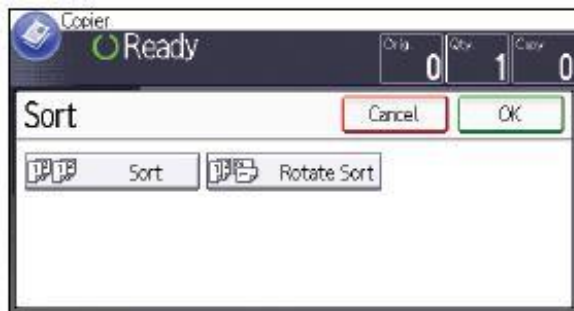 Copier
Ready
Orig. 0 Qty. 1 Copy 0
Sort Cancel OK
Sort Rotate Sort